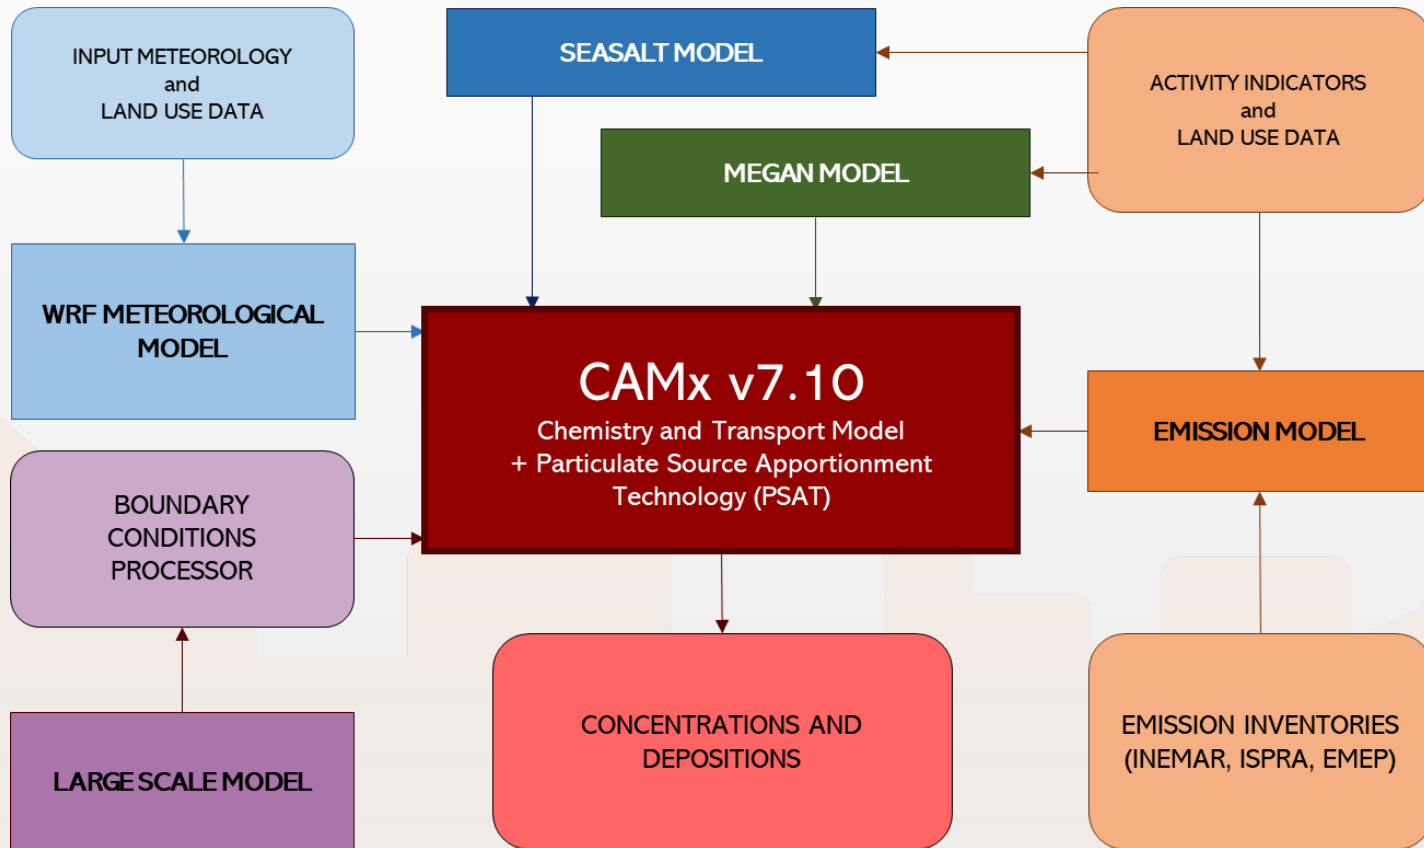 INPUT METEOROLOGY
and
LAND USE DATA
SEASALT MODEL
ACTIVITY INDICATORS
and
LAND USE DATA
MEGAN MODEL
WRF METEOROLOGICAL
MODEL
CAMx v7.10
Chemistry and Transport Model
+ Particulate Source Apportionment
Technology (PSAT)
EMISSION MODEL
BOUNDARY
CONDITIONS
PROCESSOR
LARGE SCALE MODEL
CONCENTRATIONS AND
DEPOSITIONS
EMISSION INVENTORIES
(INEMAR, ISPRA, EMEP)